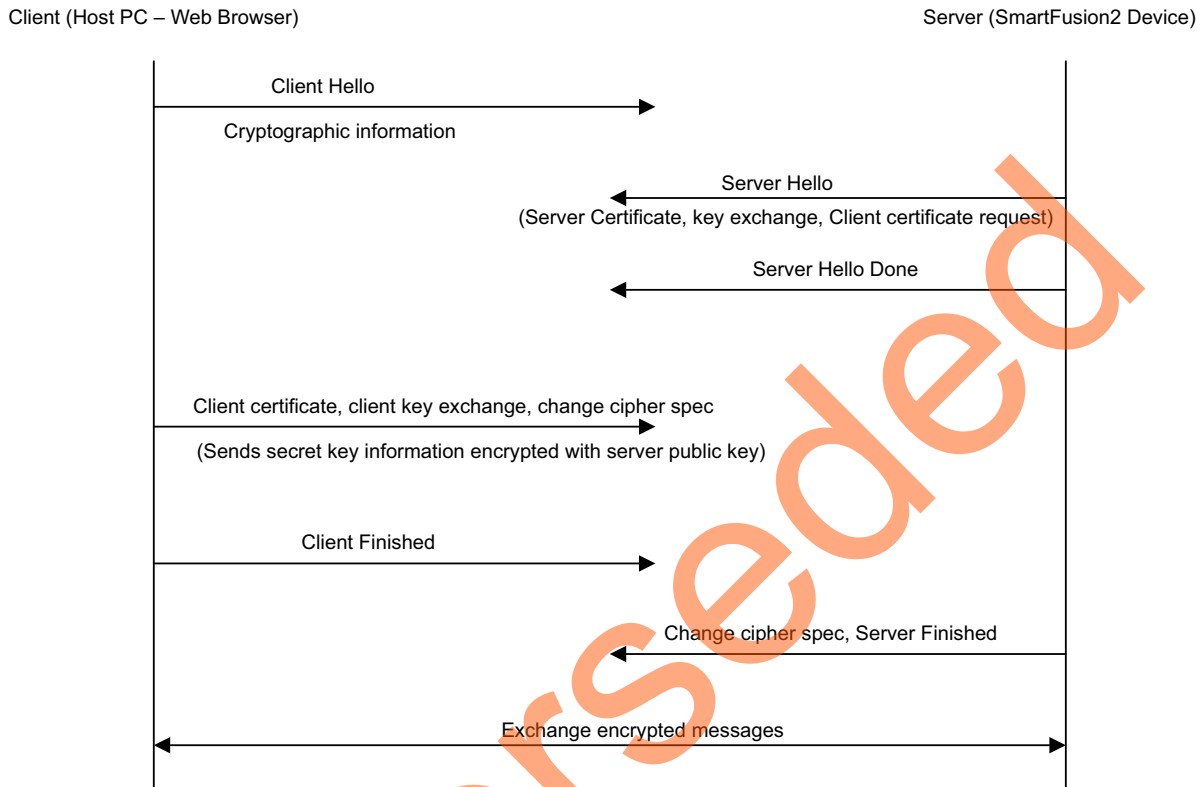 Client (Host PC – Web Browser)
Server (SmartFusion2 Device)
Client Hello
Cryptographic information
Server Hello
(Server Certificate, key exchange, Client certificate request)
Server Hello Done
Client certificate, client key exchange, change cipher spec
(Sends secret key information encrypted with server public key)
Client Finished
Change cipher spec, Server Finished
Exchange encrypted messages
erseded